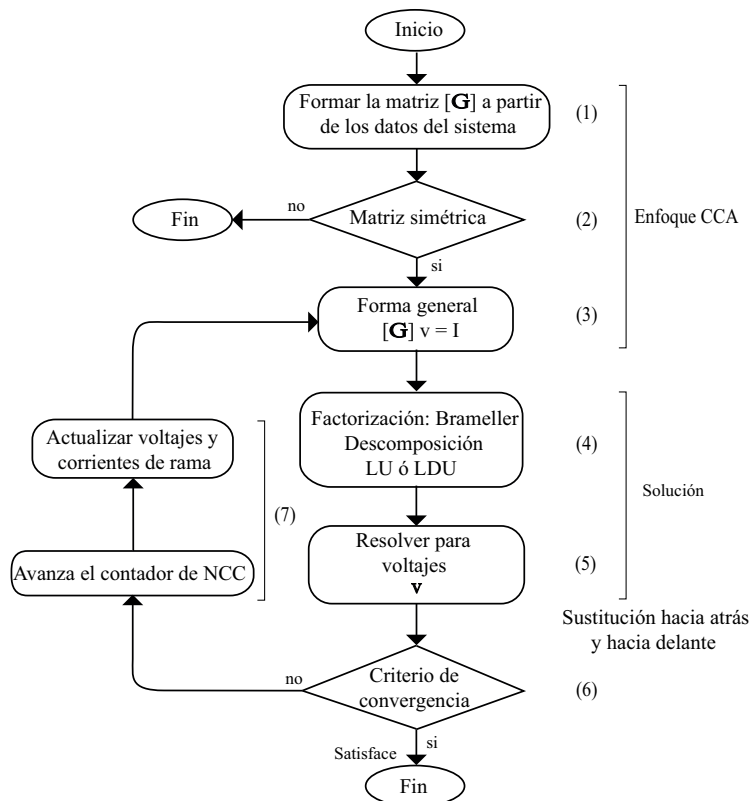 Inicio
Formar la matriz [G] a partir
de los datos del sistema
(1)
Matriz simétrica
no
Fin
(2)
Enfoque CCA
si
Forma general
[G] v = I
(3)
Factorización: Brameller
Descomposición
LU ó LDU
(4)
Actualizar voltajes y
corrientes de rama
Solución
(7)
Resolver para
voltajes
v
(5)
Avanza el contador de NCC
Sustitución hacia atrás
y hacia delante
Criterio de
convergencia
no
(6)
Satisface
si
Fin